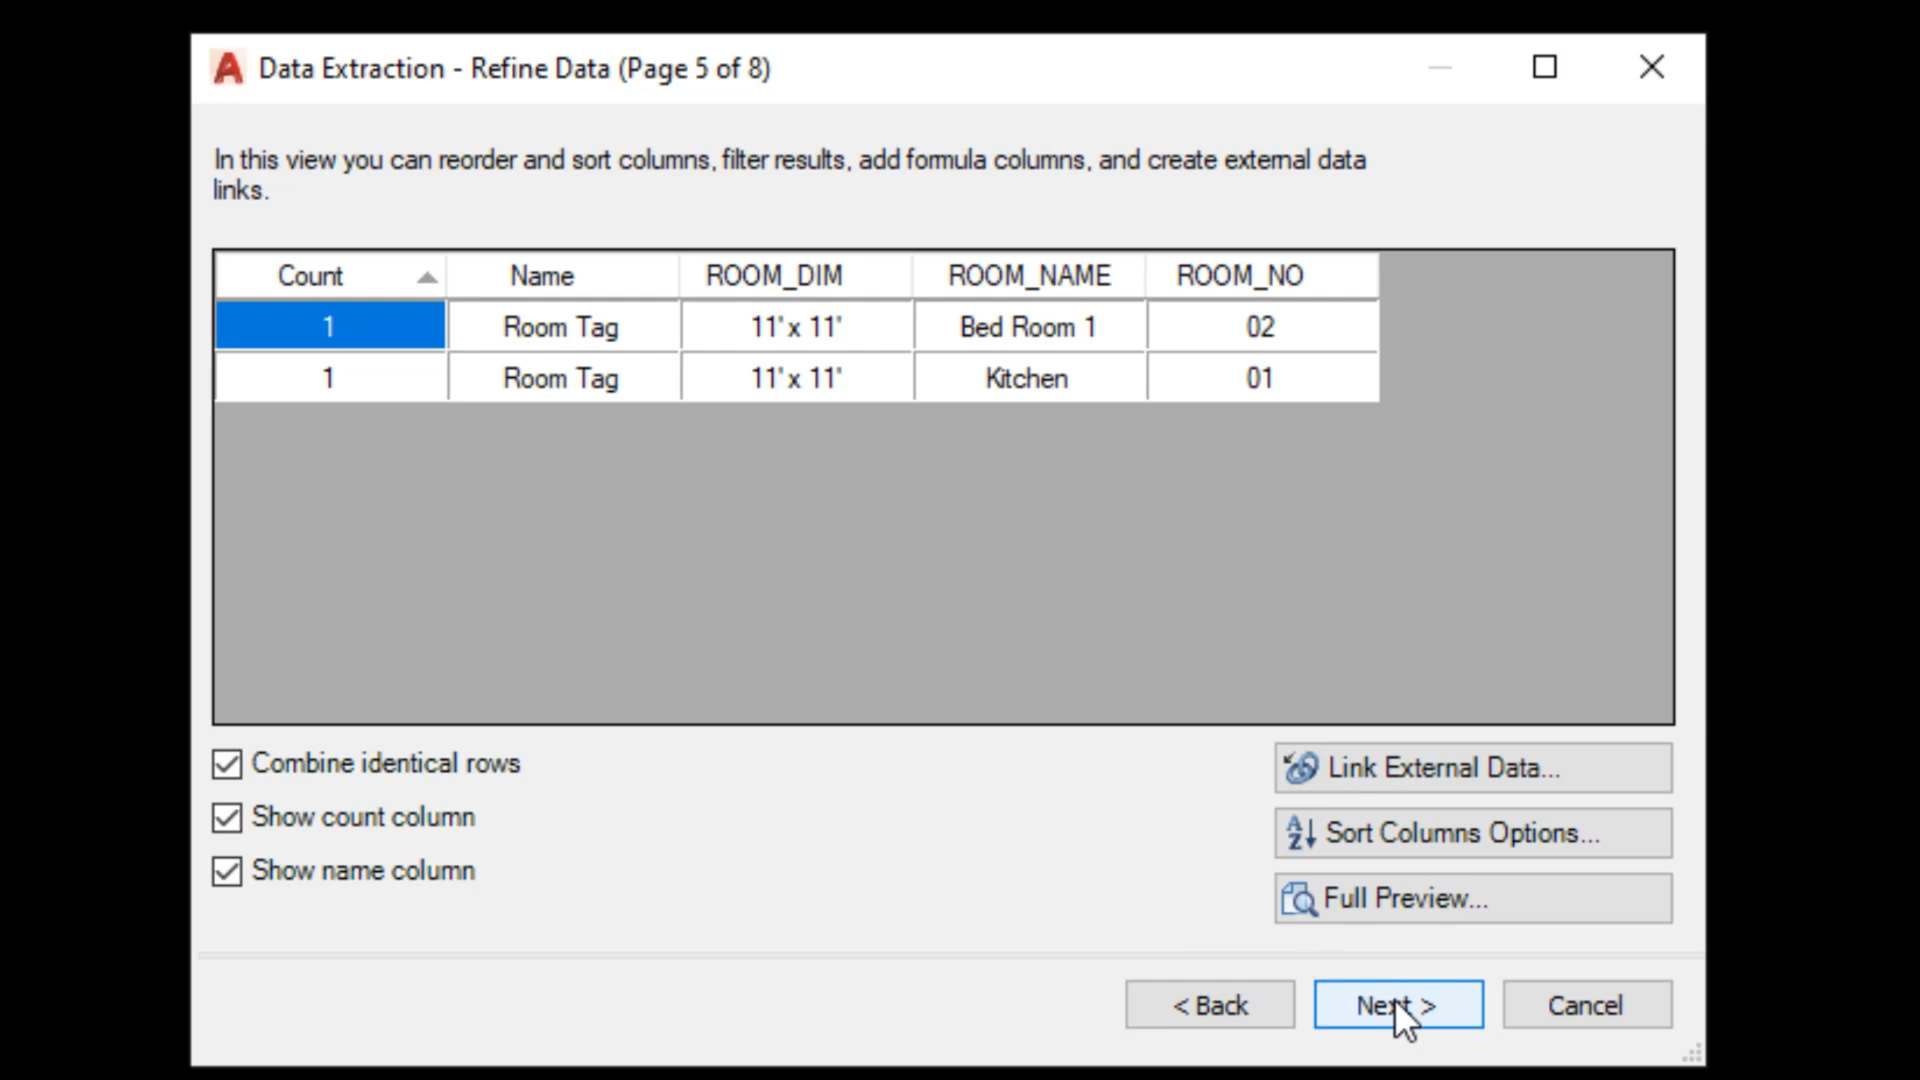 Data Extraction - Refine Data (Page 5 of 8)
In this view you can reorder and sort columns, filter results, add formula columns, and create external data
links.
Count Name ROOM_DIM ROOM_NAME ROOM_NO
1 Room Tag 11' x 11' Bed Room 1 02
1 Room Tag 11' x 11' Kitchen 01
Combine identical rows
Show count column
Show name column
Link External Data...
Sort Columns Options...
Full Preview...
< Back Next > Cancel